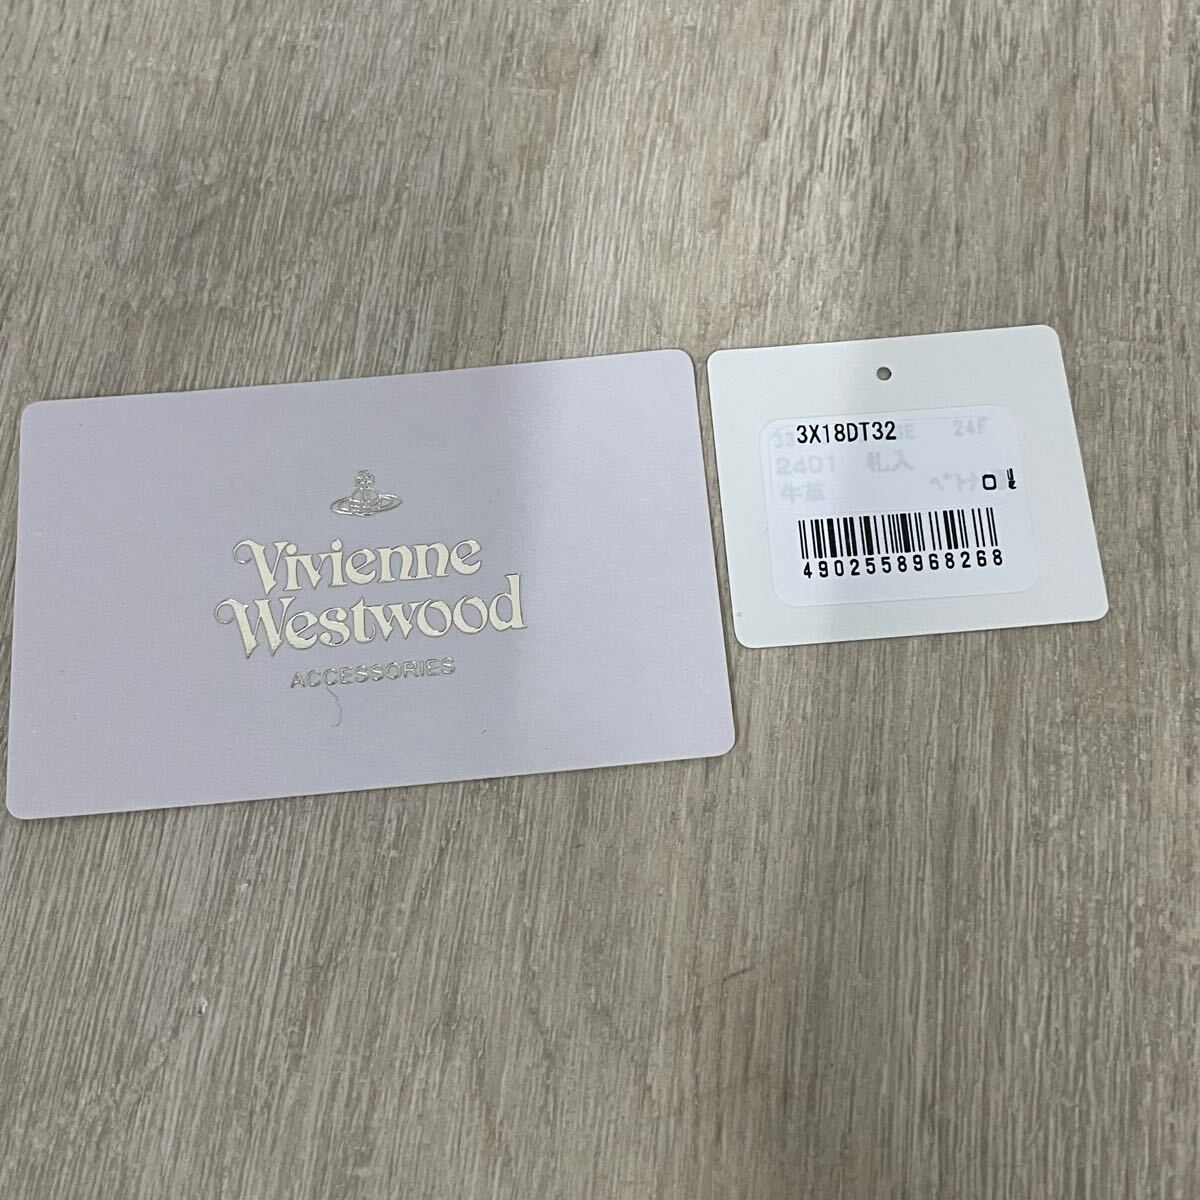 Vivienne
Westwood
ACCESSORIES
3X18DT32
24F
2401 札入
牛革
4902558968268